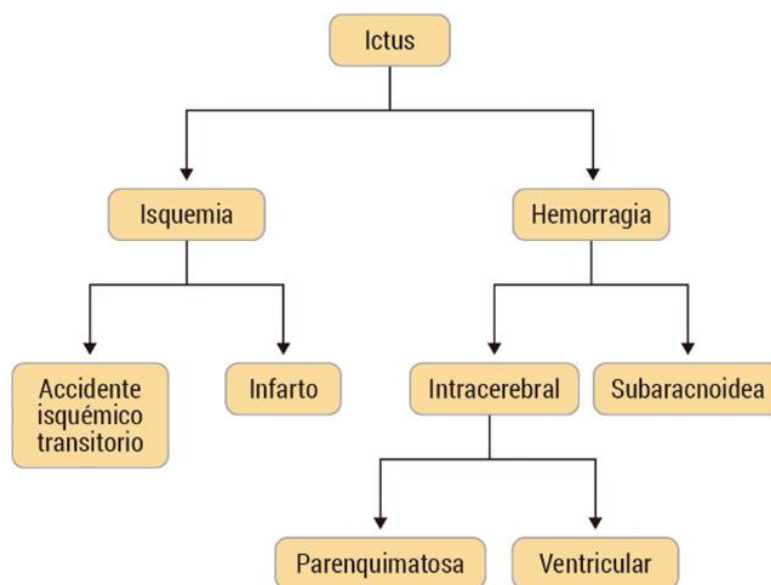 Ictus
Isquemia
Hemorragia
Accidente
isquémico
transitorio
Infarto
Intracerebral
Subaracnoidea
Parenquimatosa
Ventricular